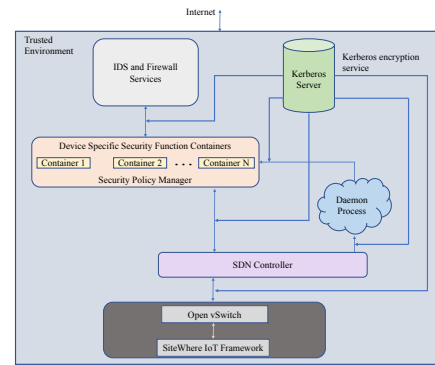 Internet
Trusted
Environment
IDS and Firewall
Services
Kerberos
Server
Kerberos encryption
service
Device Specific Security Function Containers
Container 1 Container 2 . . . Container N
Security Policy Manager
Daemon
Process
SDN Controller
Open vSwitch
SiteWhere IoT Framework